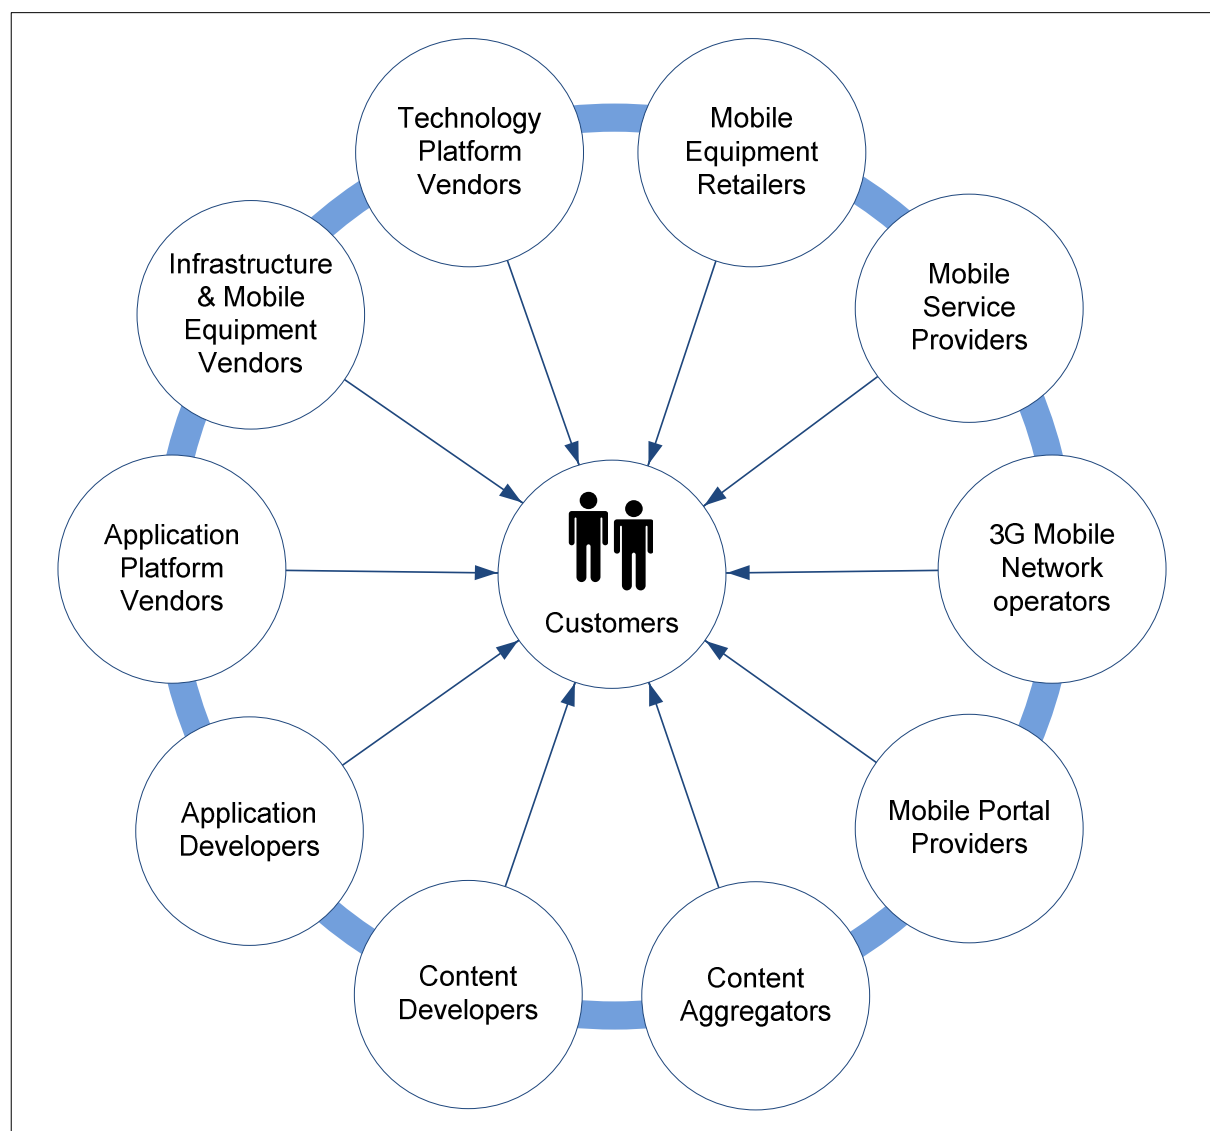 Technology
Platform
Vendors
Mobile
Equipment
Retailers
Infrastructure
& Mobile
Equipment
Vendors
Mobile
Service
Providers
Application
Platform
Vendors
3G Mobile
Network
operators
Customers
Application
Developers
Mobile Portal
Providers
Content
Developers
Content
Aggregators